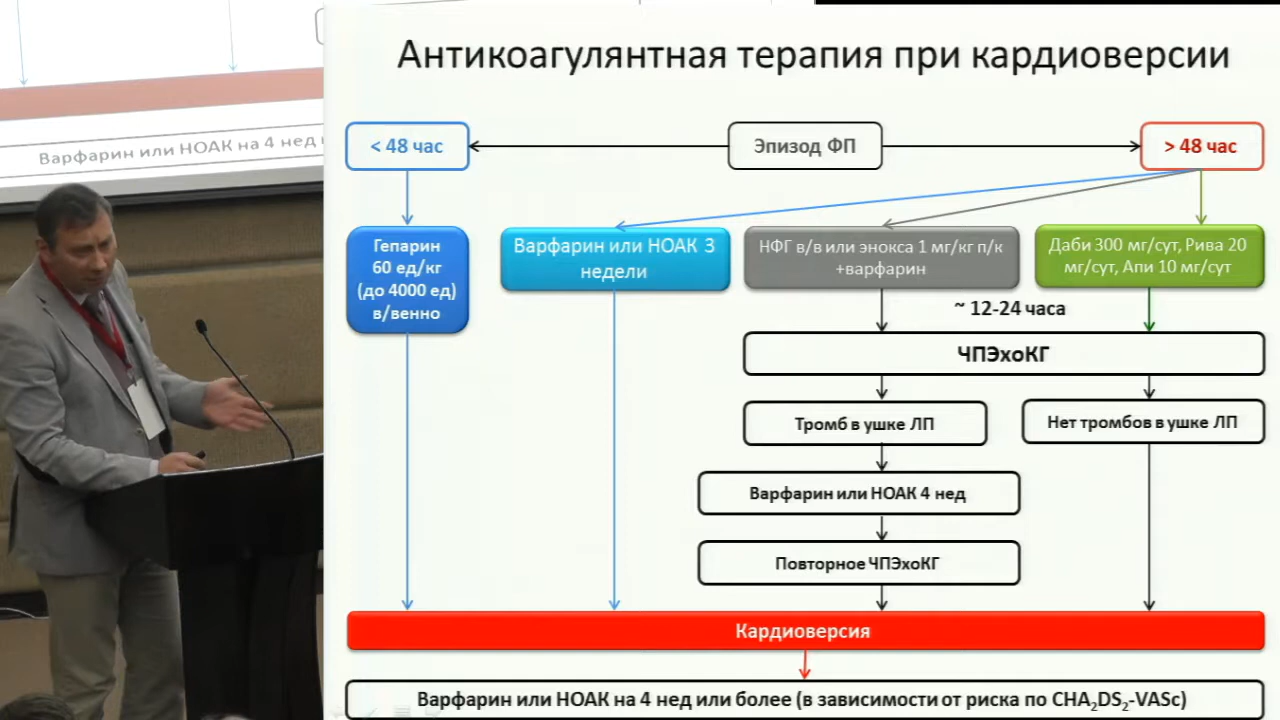 Антикоагулянтная терапия при кардиоверсии
< 48 час
Эпизод ФП
> 48 час
Гепарин
60 ед/кг
(до 4000 ед)
в/венно
Варфарин или НОАК 3
недели
НФГ в/в или энокса 1 мг/кг п/к
+варфарин
Даби 300 мг/сут, Рива 20
мг/сут, Апи 10 мг/сут
~ 12-24 часа
ЧПЭхоКГ
Тромб в ушке ЛП
Нет тромбов в ушке ЛП
Варфарин или НОАК 4 нед
Повторное ЧПЭхоКГ
Кардиоверсия
Варфарин или НОАК на 4 нед или более (в зависимости от риска по CHA₂DS₂-VASc)
Варфарин или НОАК на 4 нед